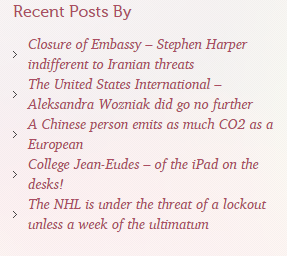 Recent Posts By
Closure of Embassy – Stephen Harper
indifferent to Iranian threats
The United States International –
Aleksandra Wozniak did go no further
A Chinese person emits as much CO2 as a
European
College Jean-Eudes – of the iPad on the
desks!
The NHL is under the threat of a lockout
unless a week of the ultimatum